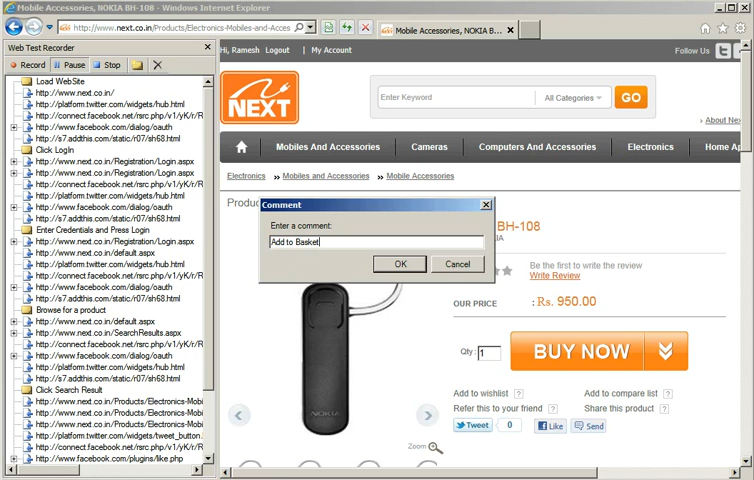 Mobile Accessories, NOKIA BH-108 - Windows Internet Explorer
http://www.next.co.in/Products/Electronics-Mobiles-and-Acces
Mobile Accessories, NOKIA B...
Web Test Recorder
Record Pause Stop
Load WebSite
http://www.next.co.in/
http://platform.twitter.com/widgets/hub.html
http://connect.facebook.net/rsrc.php/v1/yK/r/R
http://www.facebook.com/dialog/oauth
http://s7.addthis.com/static/r07/sh68.html
Click LogIn
http://www.next.co.in/Registration/Login.aspx
http://www.next.co.in/Registration/Login.aspx
http://connect.facebook.net/rsrc.php/v1/yK/r/R
http://platform.twitter.com/widgets/hub.html
http://www.facebook.com/dialog/oauth
http://s7.addthis.com/static/r07/sh68.html
Enter Credentials and Press Login
http://www.next.co.in/Registration/Login.aspx
http://www.next.co.in/default.aspx
http://platform.twitter.com/widgets/hub.html
http://connect.facebook.net/rsrc.php/v1/yK/r/R
http://www.facebook.com/dialog/oauth
http://s7.addthis.com/static/r07/sh68.html
Browse for a product
http://www.next.co.in/default.aspx
http://www.next.co.in/SearchResults.aspx
http://connect.facebook.net/rsrc.php/v1/yK/r/R
http://www.facebook.com/dialog/oauth
http://platform.twitter.com/widgets/hub.html
http://s7.addthis.com/static/r07/sh68.html
Click Search Result
http://www.next.co.in/Products/Electronics-Mobi
http://www.next.co.in/Products/Electronics-Mobi
http://www.next.co.in/Products/Electronics-Mobi
http://platform.twitter.com/widgets/tweet_button.
http://connect.facebook.net/rsrc.php/v1/yK/r/R
http://www.facebook.com/plugins/like.php
Hi, Ramesh Logout | My Account
Follow Us
NEXT
Enter Keyword
All Categories
GO
About Nex
Mobiles And Accessories
Cameras
Computers And Accessories
Electronics
Home Ap
Electronics » Mobiles and Accessories » Mobile Accessories
Produc
BH-108
Comment
Enter a comment:
Add to Basket
OK
Cancel
Be the first to write the review
Write Review
OUR PRICE : Rs. 950.00
Qty : 1
BUY NOW
Add to wishlist [?]
Add to compare list [?]
Refer this to your friend [?]
Share this product [?]
Tweet 0
Like
Send
NOKIA
Zoom